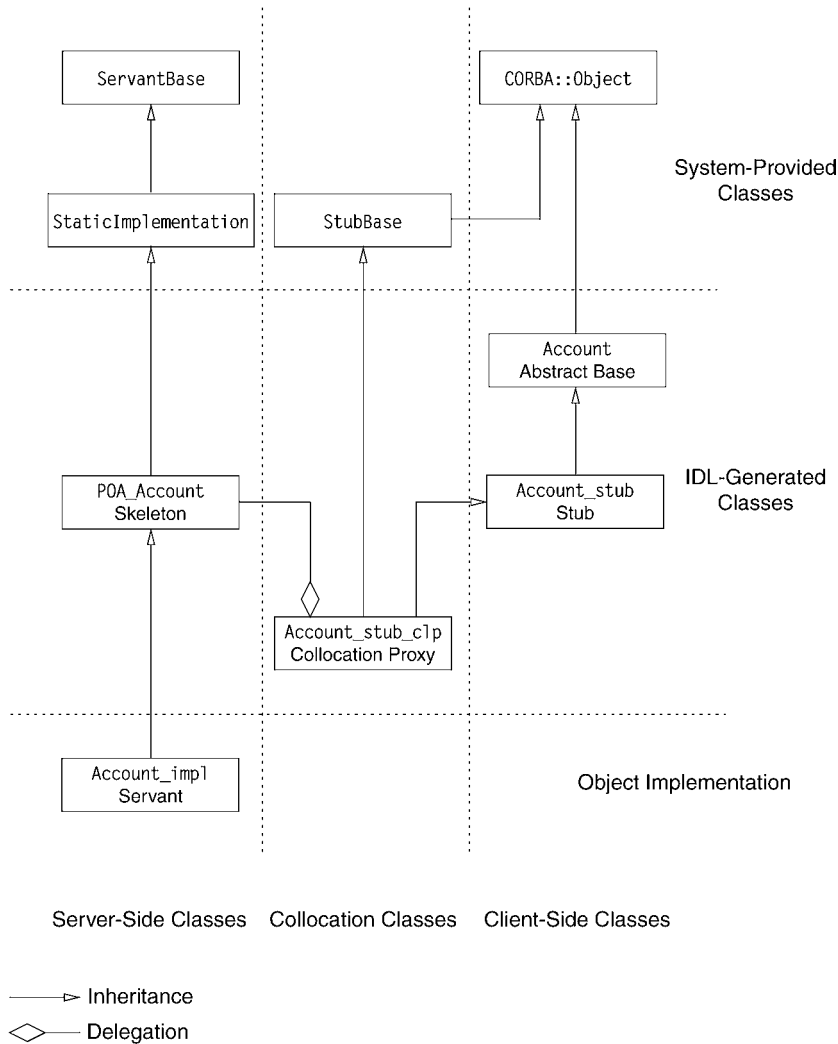 ServantBase
CORBA::Object
System-Provided
Classes
StaticImplementation
StubBase
Account
Abstract Base
POA_Account
Skeleton
Account_stub
Stub
IDL-Generated
Classes
Account_stub_clp
Collocation Proxy
Account_impl
Servant
Object Implementation
Server-Side Classes
Collocation Classes
Client-Side Classes
Inheritance
Delegation